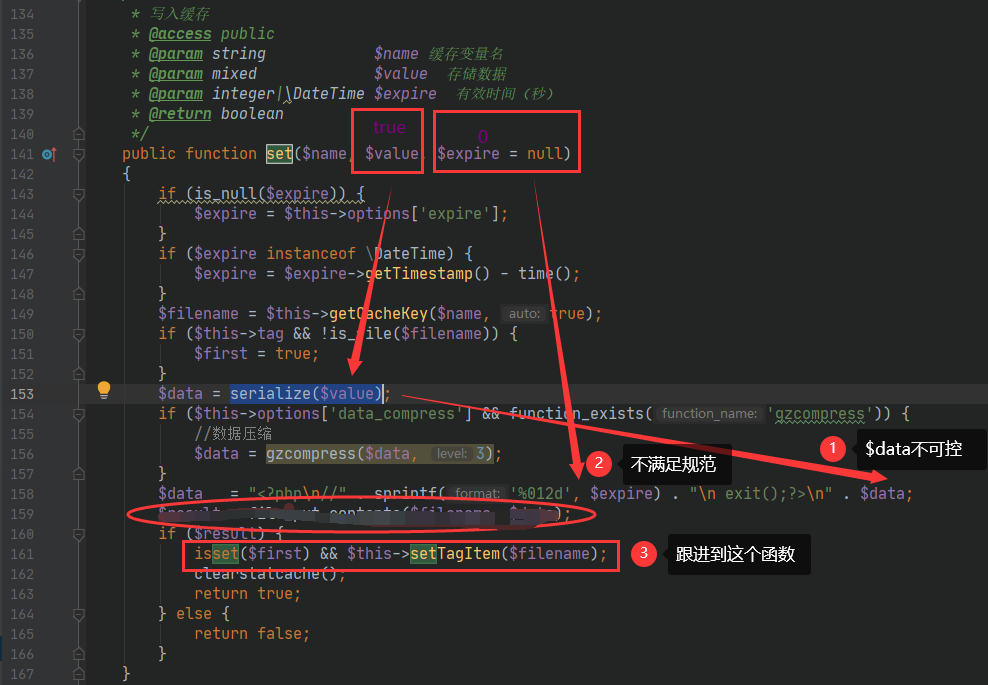 134 * 写入缓存
135 * @access public
136 * @param string $name 缓存变量名
137 * @param mixed $value 存储数据
138 * @param integer|\DateTime $expire 有效时间（秒）
139 * @return boolean
140 */
true 0
141 public function set($name, $value, $expire = null)
142 {
143 if (is_null($expire)) {
144 $expire = $this->options['expire'];
145 }
146 if ($expire instanceof \DateTime) {
147 $expire = $expire->getTimestamp() - time();
148 }
149 $filename = $this->getCacheKey($name, auto: true);
150 if ($this->tag && !is_file($filename)) {
151 $first = true;
152 }
153 $data = serialize($value);
154 if ($this->options['data_compress'] && function_exists( function_name: 'gzcompress')) {
155 //数据压缩
1 $data不可控
156 $data = gzcompress($data, level: 3);
2 不满足规范
157 }
158 $data = "<?php\n//" . sprintf( format: '%012d', $expire) . "\n exit();?>\n" . $data;
159
160 if ($result) {
161 isset($first) && $this->setTagItem($filename);
3 跟进到这个函数
162 clearstatcache();
163 return true;
164 } else {
165 return false;
166 }
167 }